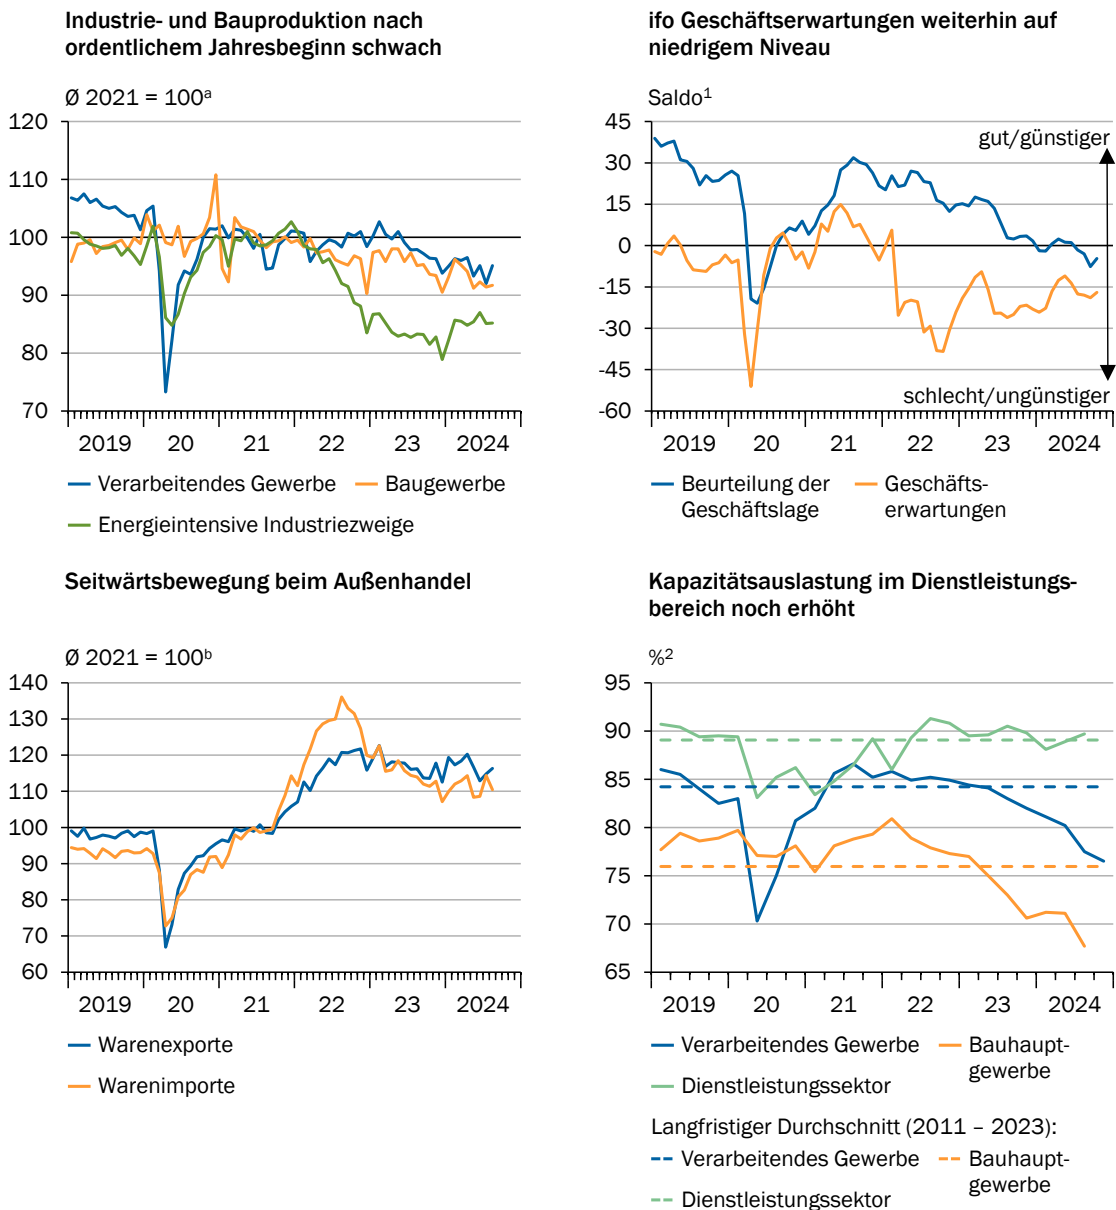 Industrie- und Bauproduktion nach
ordentlichem Jahresbeginn schwach
Ø 2021 = 100ᵃ
120
110
100
90
80
70
2019 20 21 22 23 2024
Verarbeitendes Gewerbe Baugewerbe
Energieintensive Industriezweige
ifo Geschäftserwartungen weiterhin auf
niedrigem Niveau
Saldo¹
45
30
15
0
-15
-30
-45
-60
gut/günstiger
schlecht/ungünstiger
2019 20 21 22 23 2024
Beurteilung der
Geschäftslage
Geschäfts-
erwartungen
Seitwärtsbewegung beim Außenhandel
Ø 2021 = 100ᵇ
140
130
120
110
100
90
80
70
60
2019 20 21 22 23 2024
Warenexporte
Warenimporte
Kapazitätsauslastung im Dienstleistungs-
bereich noch erhöht
%²
95
90
85
80
75
70
65
2019 20 21 22 23 2024
Verarbeitendes Gewerbe
Bauhaupt-
gewerbe
Dienstleistungssektor
Langfristiger Durchschnitt (2011 – 2023):
Verarbeitendes Gewerbe
Bauhaupt-
gewerbe
Dienstleistungssektor